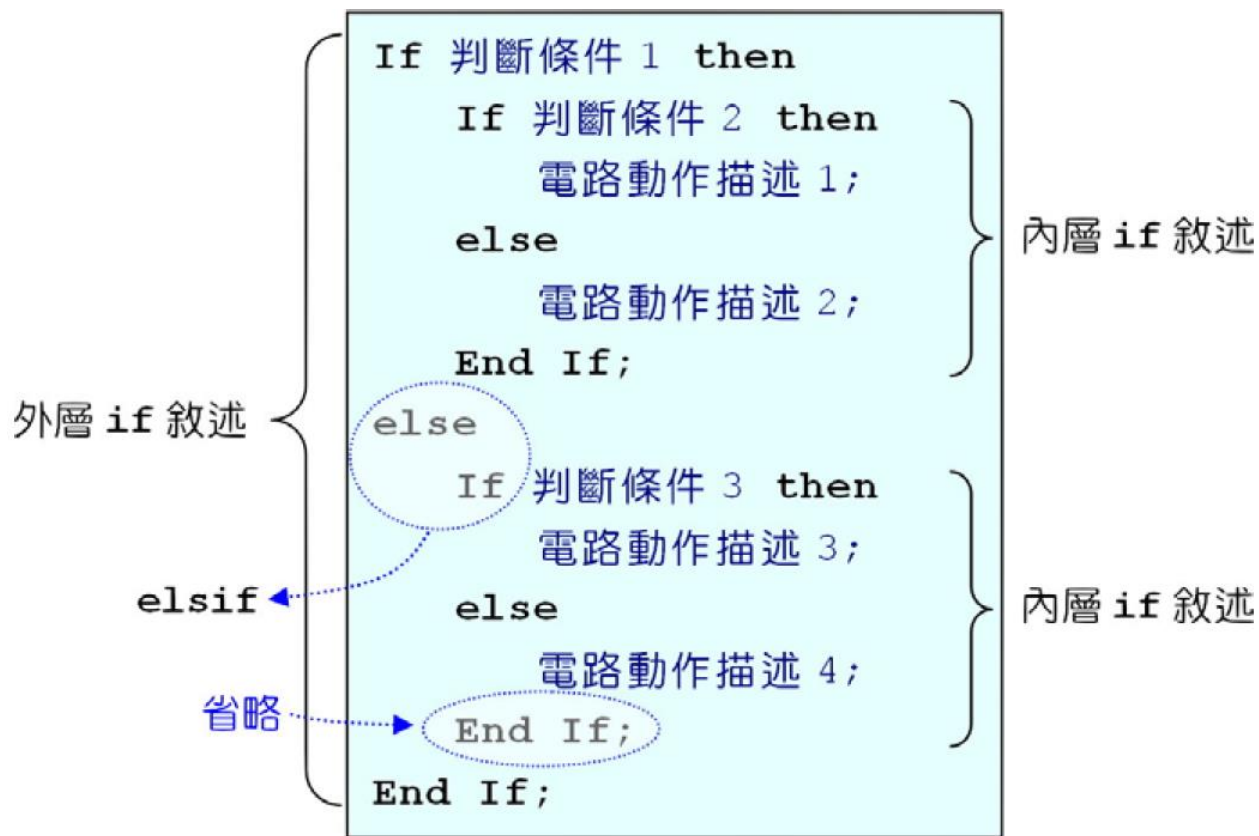 If 判斷條件 1 then
If 判斷條件 2 then
電路動作描述 1;
else
內層 if 敘述
電路動作描述 2;
End If;
外層 if 敘述
else
If 判斷條件 3 then
電路動作描述 3;
elsif
else
內層 if 敘述
電路動作描述 4;
省略
End If;
End If;